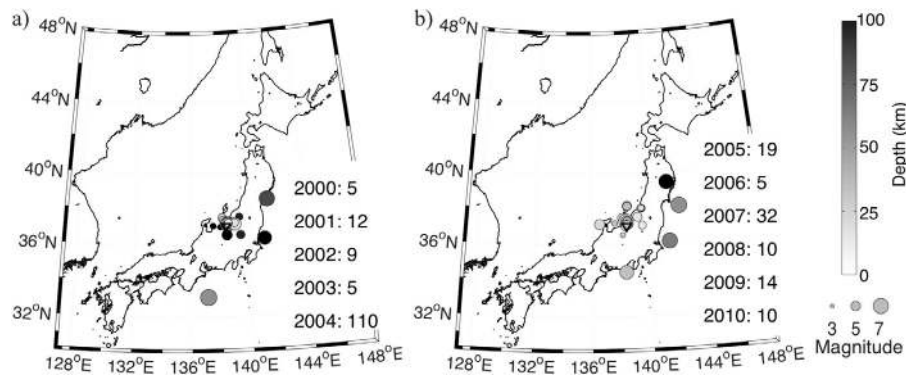 a)
48°N
44°N
40°N
36°N
32°N
128°E
132°E
136°E
140°E
144°E
148°E
2000: 5
2001: 12
2002: 9
2003: 5
2004: 110
b)
48°N
44°N
40°N
36°N
32°N
128°E
132°E
136°E
140°E
144°E
148°E
2005: 19
2006: 5
2007: 32
2008: 10
2009: 14
2010: 10
100
75
50
25
0
Depth (km)
3 5 7
Magnitude